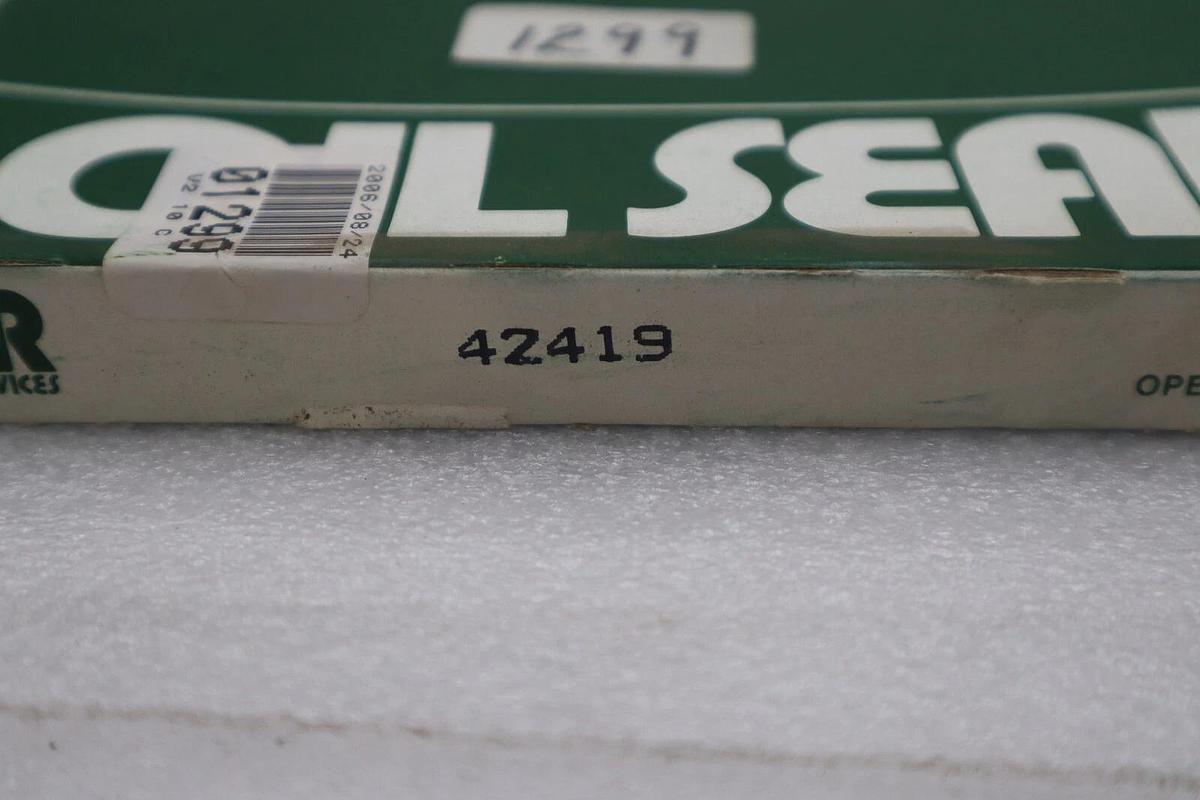 1299
OIL SEA
2006/08/24
01299
V2 10 C
R
VICES
42419
OPE